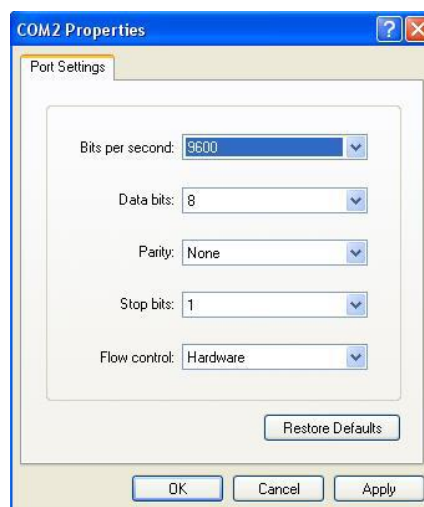 COM2 Properties
Port Settings
Bits per second: 9600
Data bits: 8
Parity: None
Stop bits: 1
Flow control: Hardware
Restore Defaults
OK Cancel Apply